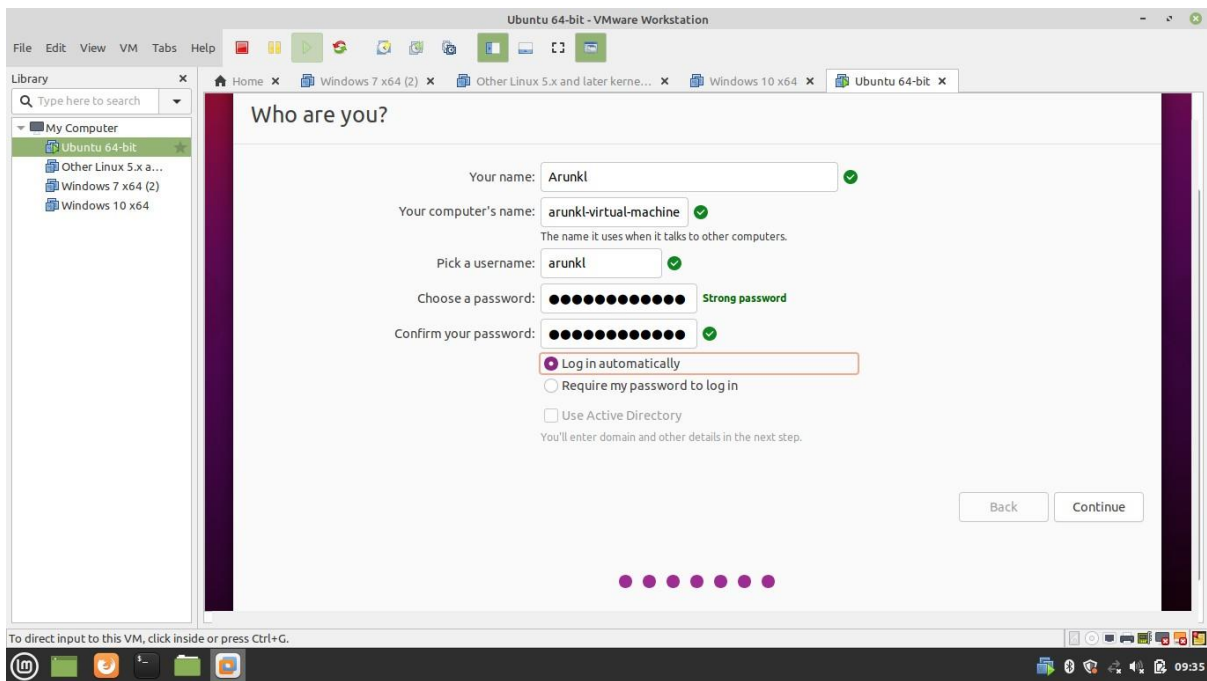 Ubuntu 64-bit - VMware Workstation
File Edit View VM Tabs Help
Library
Home Windows 7 x64 (2) Other Linux 5.x and later kerne... Windows 10 x64 Ubuntu 64-bit
Type here to search
My Computer
Ubuntu 64-bit
Other Linux 5.x a...
Windows 7 x64 (2)
Windows 10 x64
Who are you?
Your name: Arunkl
Your computer's name: arunkl-virtual-machine
The name it uses when it talks to other computers.
Pick a username: arunkl
Choose a password: ●●●●●●●●●●●● Strong password
Confirm your password: ●●●●●●●●●●●●
Log in automatically
Require my password to log in
Use Active Directory
You'll enter domain and other details in the next step.
Back Continue
To direct input to this VM, click inside or press Ctrl+G.
09:35